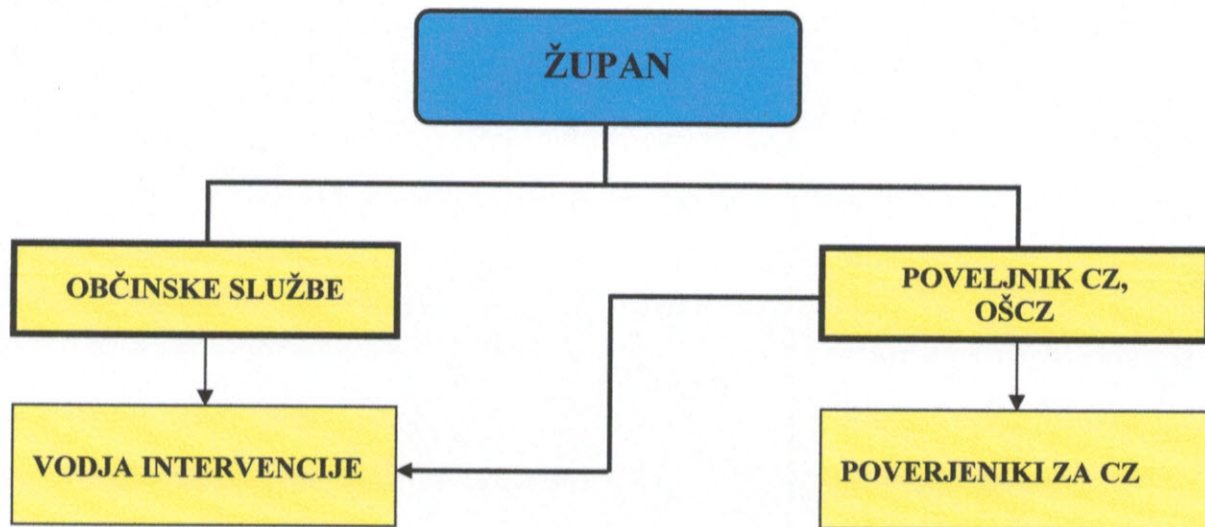 ŽUPAN
OBČINSKE SLUŽBE
POVELJNIK CZ,
OŠCZ
VODJA INTERVENCIJE
POVERJENIKI ZA CZ